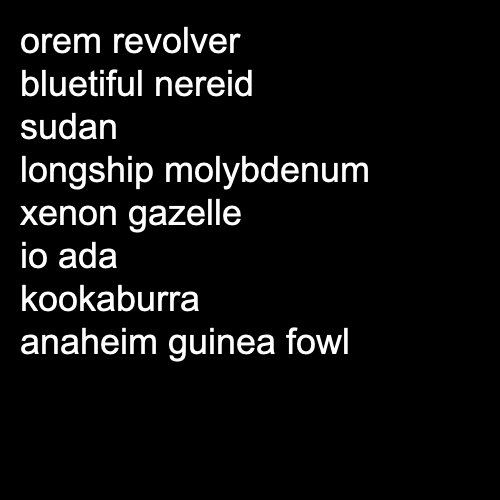 orem revolver
bluetiful nereid
sudan
longship molybdenum
xenon gazelle
io ada
kookaburra
anaheim guinea fowl